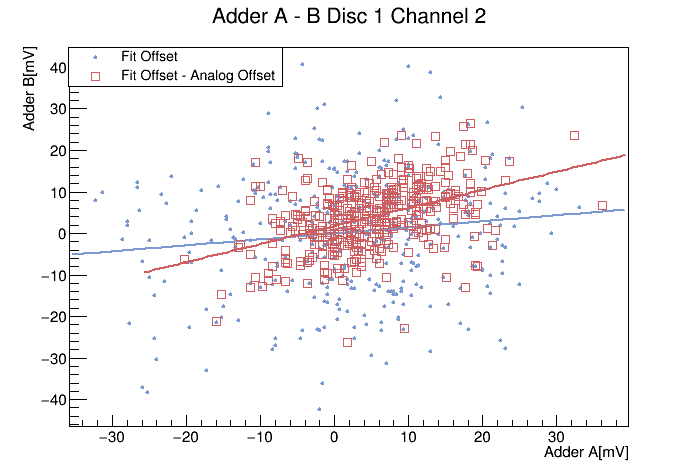 Adder A - B Disc 1 Channel 2
Adder B[mV]
Fit Offset
Fit Offset - Analog Offset
40
30
20
10
0
−10
−20
−30
−40
−30 −20 −10 0 10 20 30
Adder A[mV]